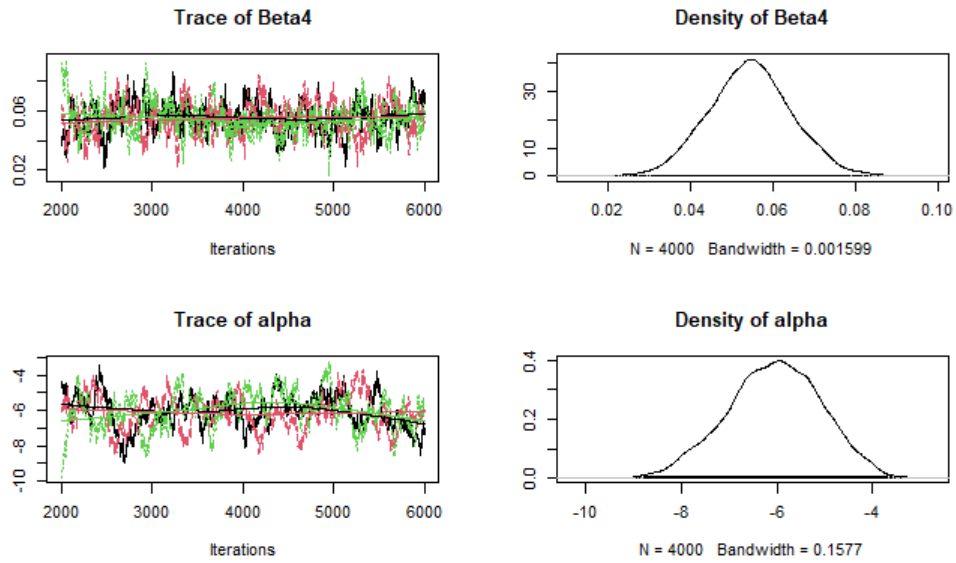 Trace of Beta4
0.06
0.02
2000 3000 4000 5000 6000
Iterations
Density of Beta4
30
10
0
0.02 0.04 0.06 0.08 0.10
N = 4000 Bandwidth = 0.001599
Trace of alpha
-4
-6
-8
-10
2000 3000 4000 5000 6000
Iterations
Density of alpha
0.4
0.2
0.0
-10 -8 -6 -4
N = 4000 Bandwidth = 0.1577